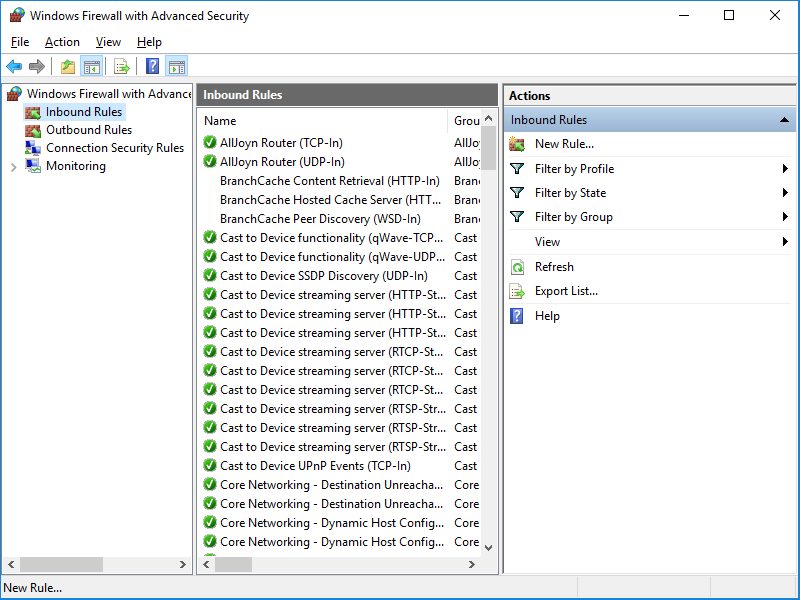 Windows Firewall with Advanced Security
File Action View Help
Windows Firewall with Advance
Inbound Rules
Outbound Rules
Connection Security Rules
Monitoring
Inbound Rules
Name Grou
AllJoyn Router (TCP-In) AllJo
AllJoyn Router (UDP-In) AllJo
BranchCache Content Retrieval (HTTP-In) Bran
BranchCache Hosted Cache Server (HTT... Bran
BranchCache Peer Discovery (WSD-In) Bran
Cast to Device functionality (qWave-TCP... Cast
Cast to Device functionality (qWave-UDP... Cast
Cast to Device SSDP Discovery (UDP-In) Cast
Cast to Device streaming server (HTTP-St... Cast
Cast to Device streaming server (HTTP-St... Cast
Cast to Device streaming server (HTTP-St... Cast
Cast to Device streaming server (RTCP-St... Cast
Cast to Device streaming server (RTCP-St... Cast
Cast to Device streaming server (RTCP-St... Cast
Cast to Device streaming server (RTSP-Str... Cast
Cast to Device streaming server (RTSP-Str... Cast
Cast to Device streaming server (RTSP-Str... Cast
Cast to Device UPnP Events (TCP-In) Cast
Core Networking - Destination Unreacha... Core
Core Networking - Destination Unreacha... Core
Core Networking - Dynamic Host Config... Core
Core Networking - Dynamic Host Config... Core
Actions
Inbound Rules
New Rule...
Filter by Profile
Filter by State
Filter by Group
View
Refresh
Export List...
Help
New Rule...